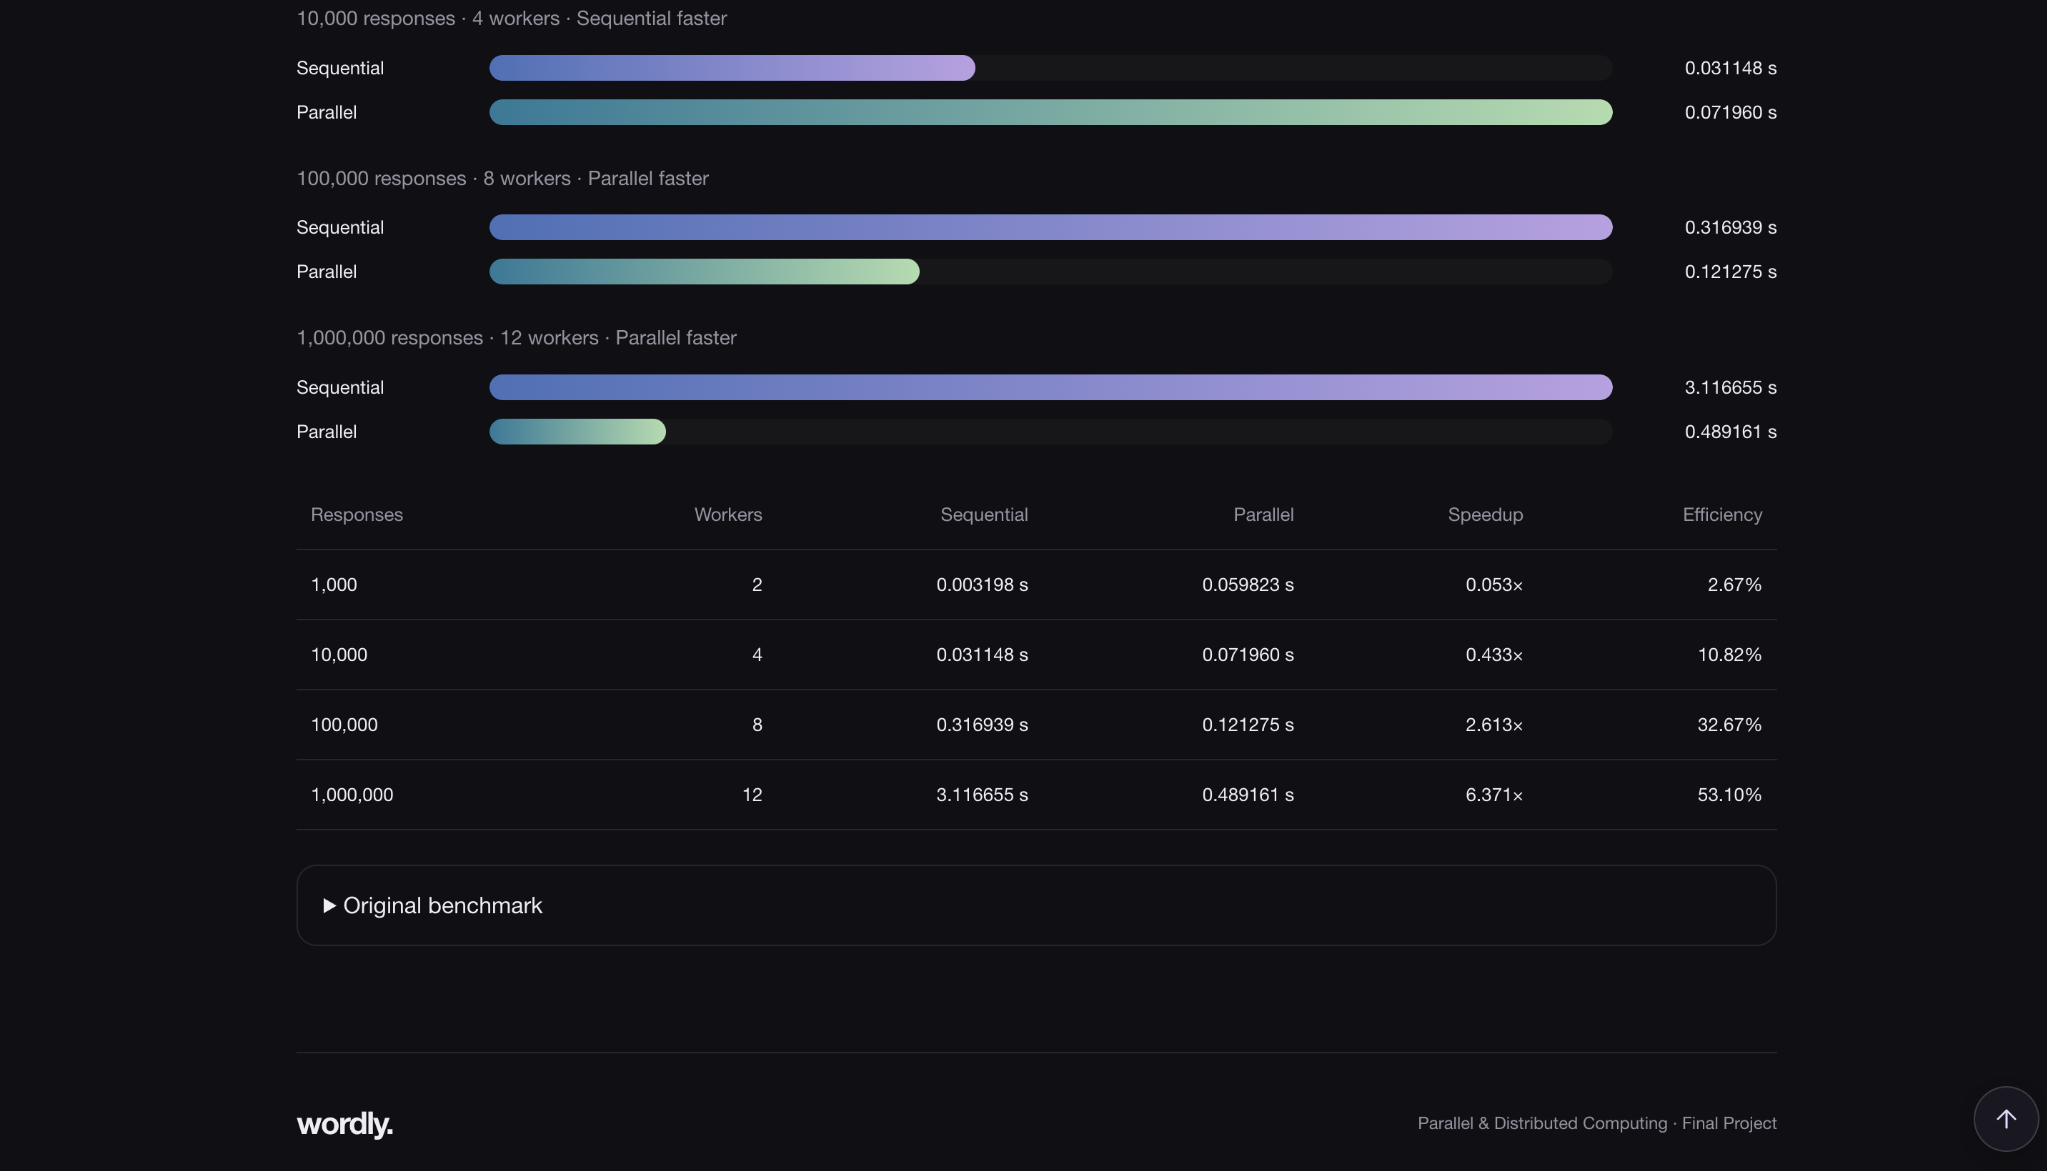 10,000 responses · 4 workers · Sequential faster
Sequential 0.031148 s
Parallel 0.071960 s
100,000 responses · 8 workers · Parallel faster
Sequential 0.316939 s
Parallel 0.121275 s
1,000,000 responses · 12 workers · Parallel faster
Sequential 3.116655 s
Parallel 0.489161 s
Responses Workers Sequential Parallel Speedup Efficiency
1,000 2 0.003198 s 0.059823 s 0.053× 2.67%
10,000 4 0.031148 s 0.071960 s 0.433× 10.82%
100,000 8 0.316939 s 0.121275 s 2.613× 32.67%
1,000,000 12 3.116655 s 0.489161 s 6.371× 53.10%
Original benchmark
wordly.
Parallel & Distributed Computing · Final Project